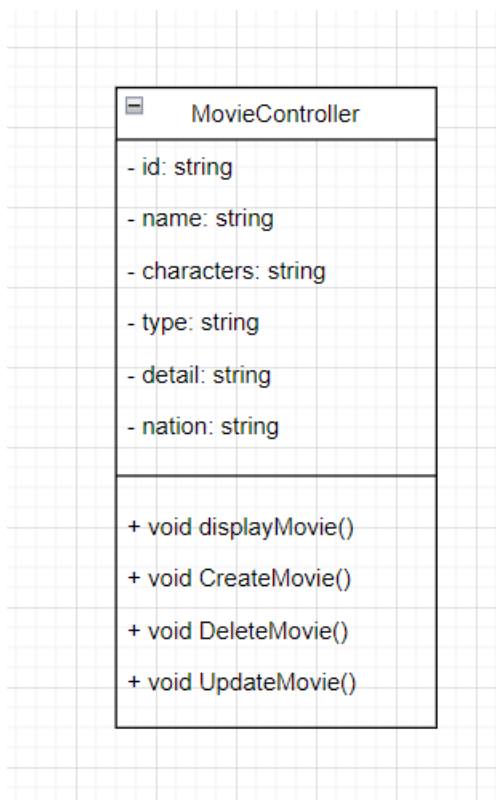 MovieController
- id: string
- name: string
- characters: string
- type: string
- detail: string
- nation: string
+ void displayMovie()
+ void CreateMovie()
+ void DeleteMovie()
+ void UpdateMovie()